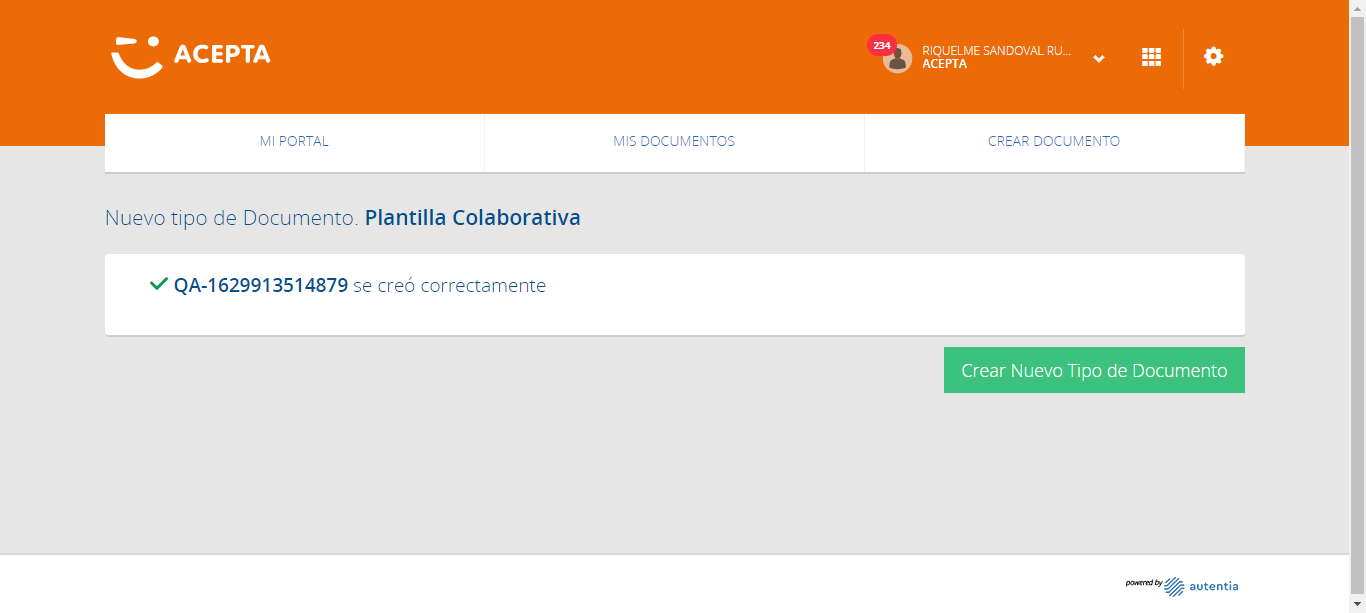 ACEPTA
234
RIQUELME SANDOVAL RU...
ACEPTA
MI PORTAL
MIS DOCUMENTOS
CREAR DOCUMENTO
Nuevo tipo de Documento. Plantilla Colaborativa
QA-1629913514879 se creó correctamente
Crear Nuevo Tipo de Documento
powered by autentia